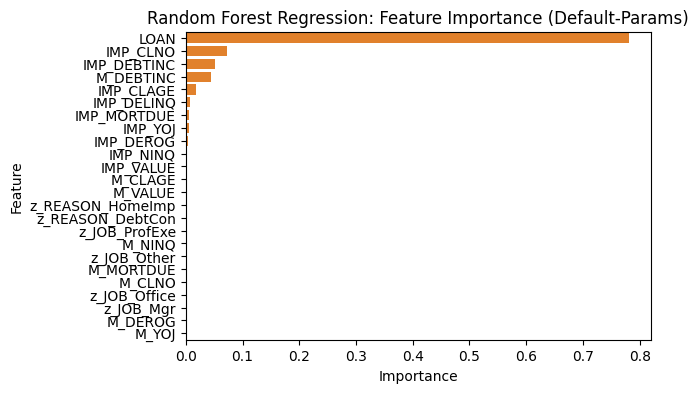 Random Forest Regression: Feature Importance (Default-Params)
LOAN
IMP_CLNO
IMP_DEBTINC
M_DEBTINC
IMP_CLAGE
IMP_DELINQ
IMP_MORTDUE
IMP_YOJ
IMP_DEROG
IMP_NINQ
IMP_VALUE
M_CLAGE
M_VALUE
z_REASON_HomeImp
z_REASON_DebtCon
z_JOB_ProfExe
M_NINQ
z_JOB_Other
M_MORTDUE
M_CLNO
z_JOB_Office
z_JOB_Mgr
M_DEROG
M_YOJ
Feature
0.0 0.1 0.2 0.3 0.4 0.5 0.6 0.7 0.8
Importance